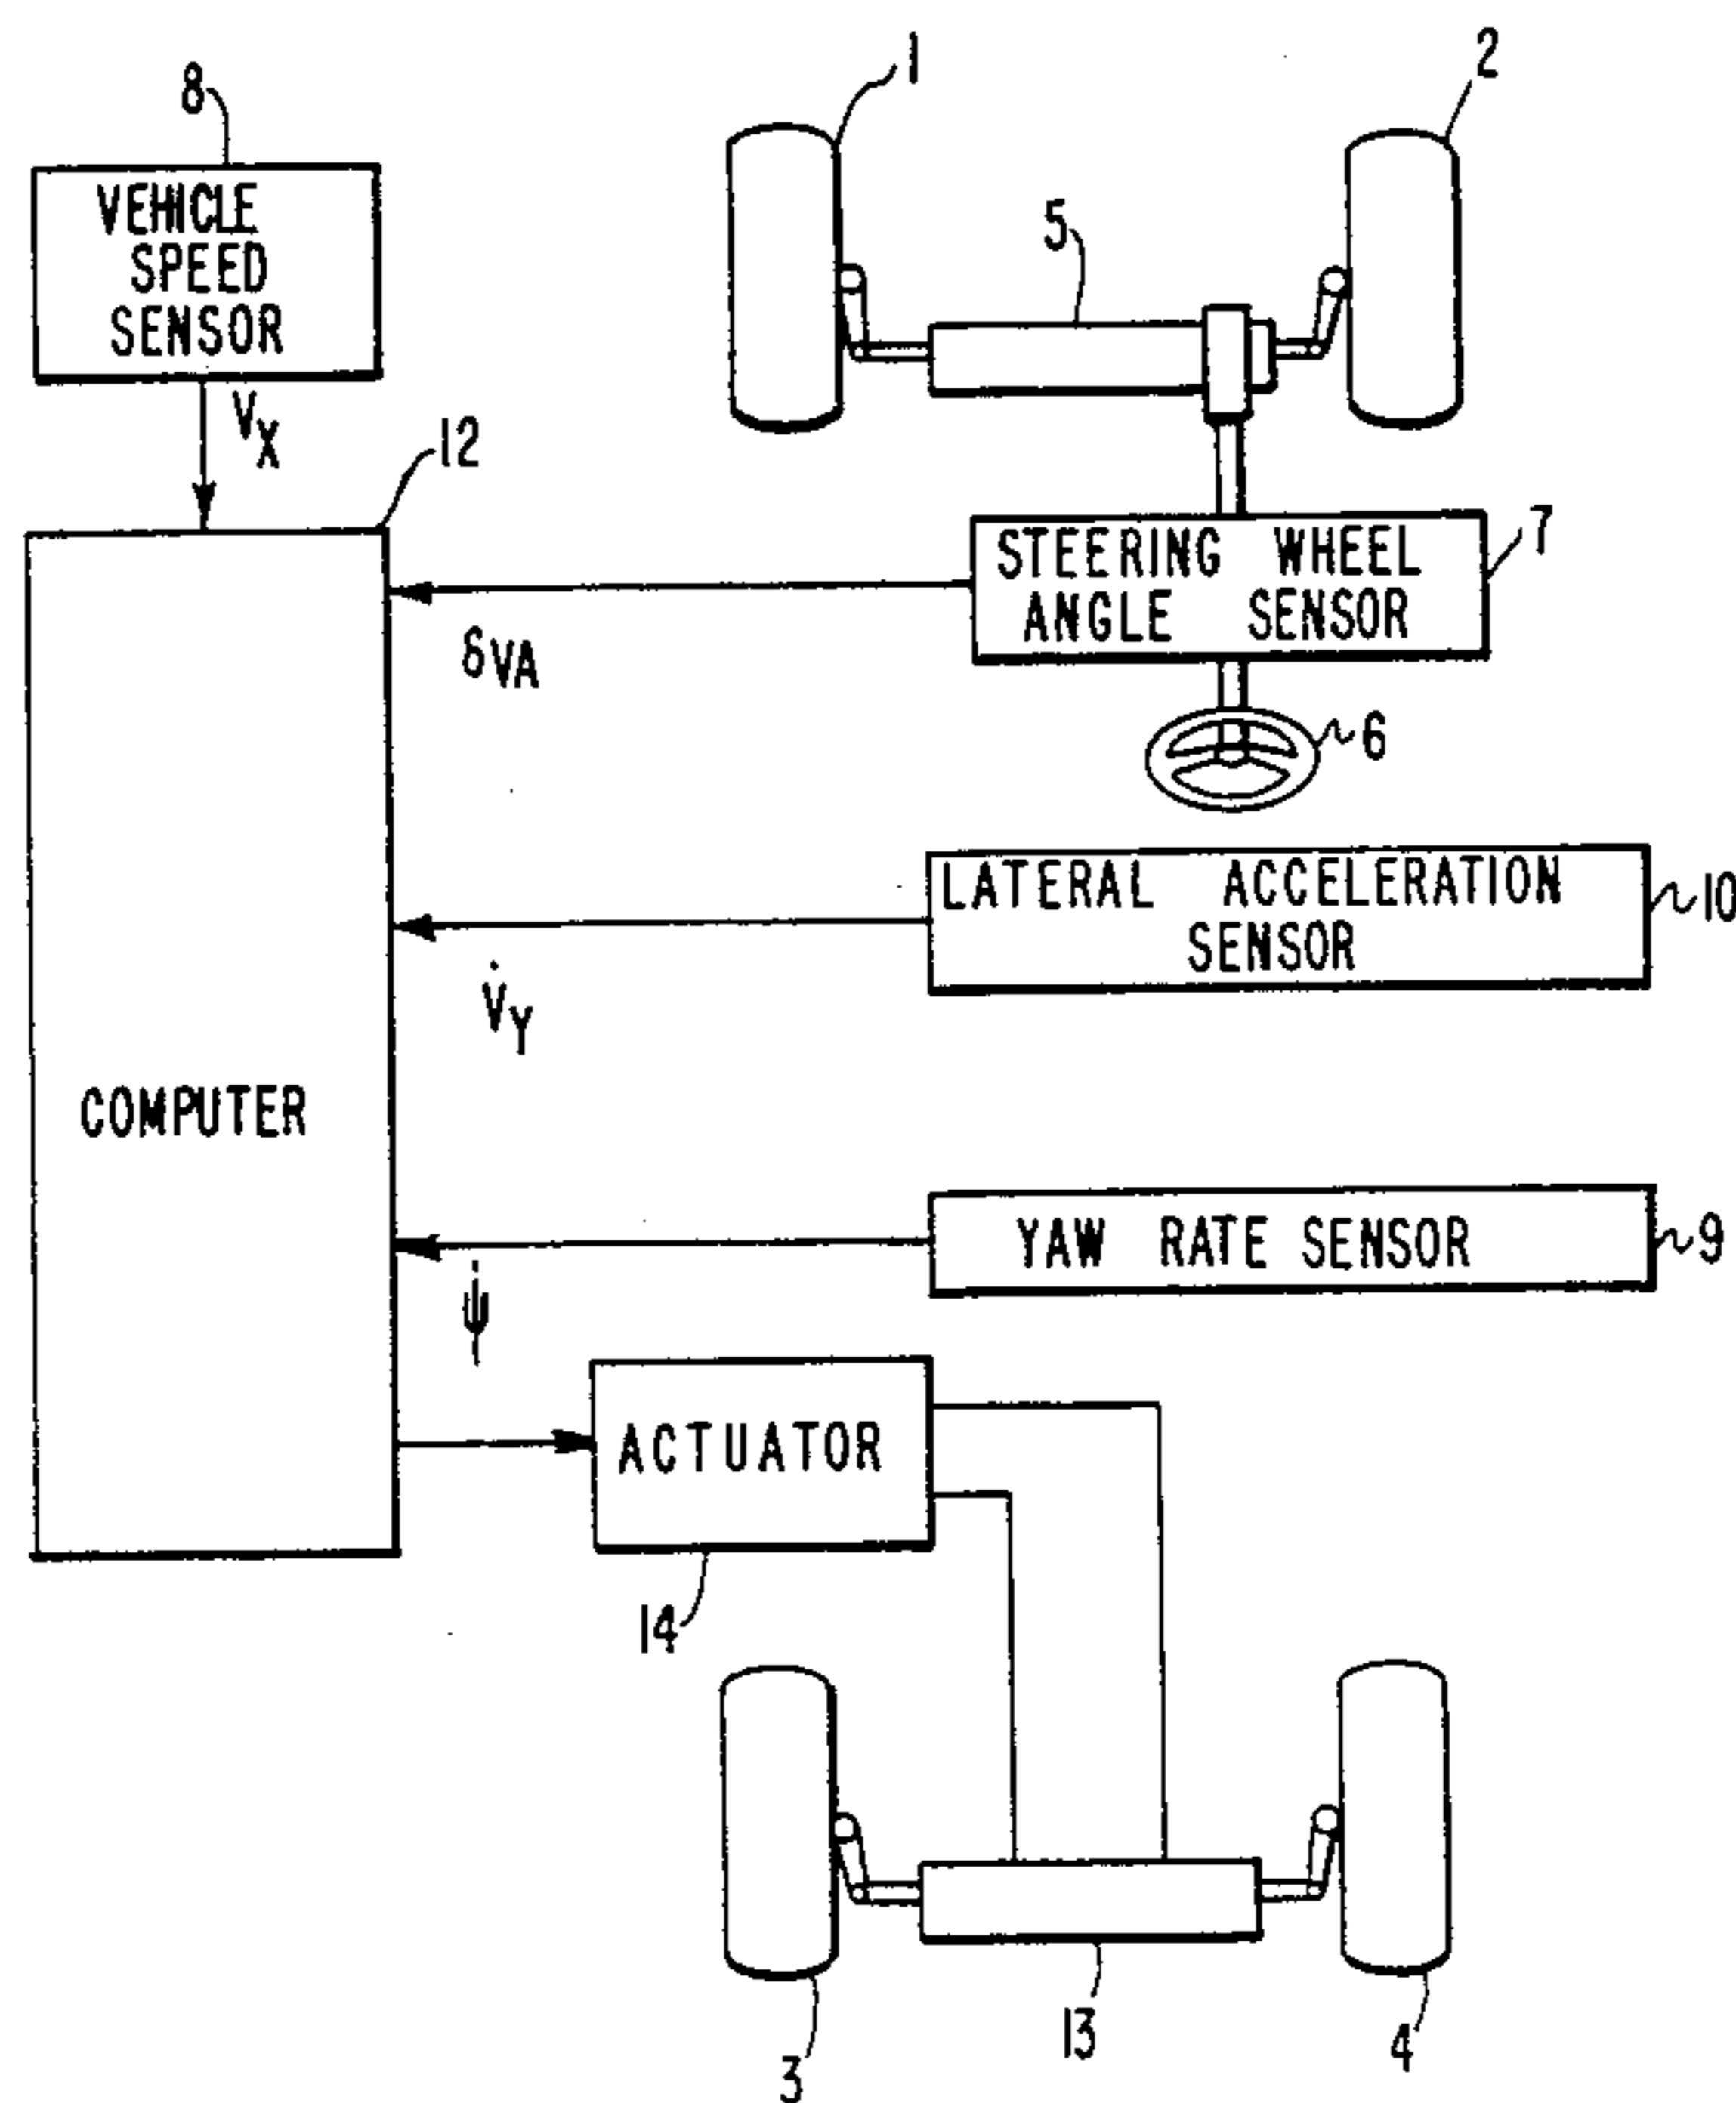 1
2
8
VEHICLE
SPEED
SENSOR
5
VX
12
STEERING WHEEL
ANGLE SENSOR
7
δVA
6
LATERAL ACCELERATION
SENSOR
10
V̇Y
COMPUTER
YAW RATE SENSOR
9
ψ̇
ACTUATOR
14
13
3
4